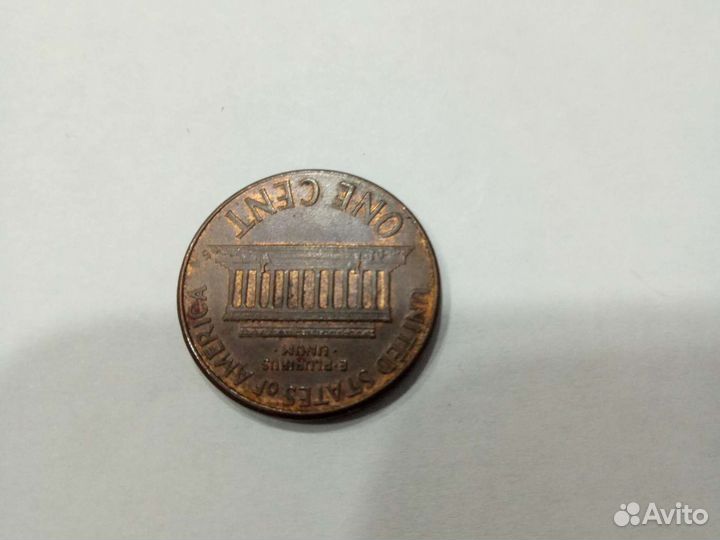 UNITED STATES OF AMERICA
E·PLURIBUS
·UNUM·
ONE CENT
Avito